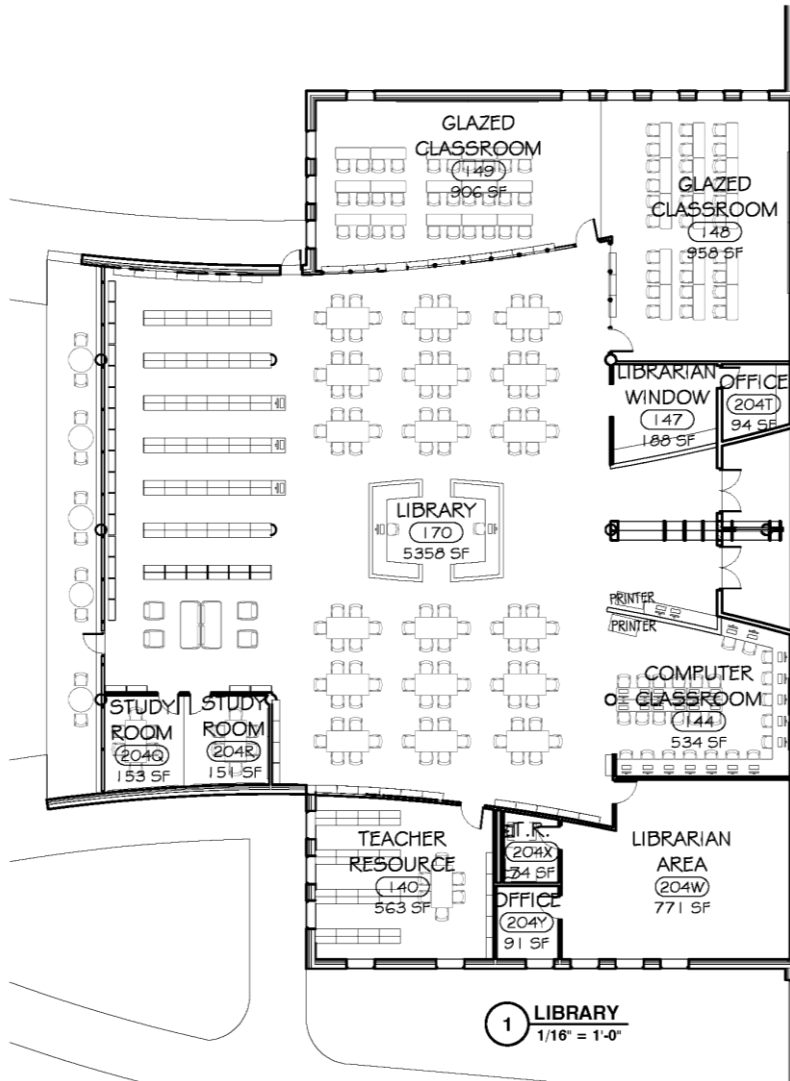 GLAZED
CLASSROOM
149
906 SF
GLAZED
CLASSROOM
148
958 SF
LIBRARIAN
WINDOW
147
188 SF
OFFICE
204T
94 SF
LIBRARY
170
5358 SF
PRINTER
PRINTER
COMPUTER
CLASSROOM
144
534 SF
STUDY
ROOM
204Q
153 SF
STUDY
ROOM
204R
151 SF
TEACHER
RESOURCE
140
563 SF
T.R.
204X
74 SF
OFFICE
204Y
91 SF
LIBRARIAN
AREA
204W
771 SF
1
LIBRARY
1/16" = 1'-0"